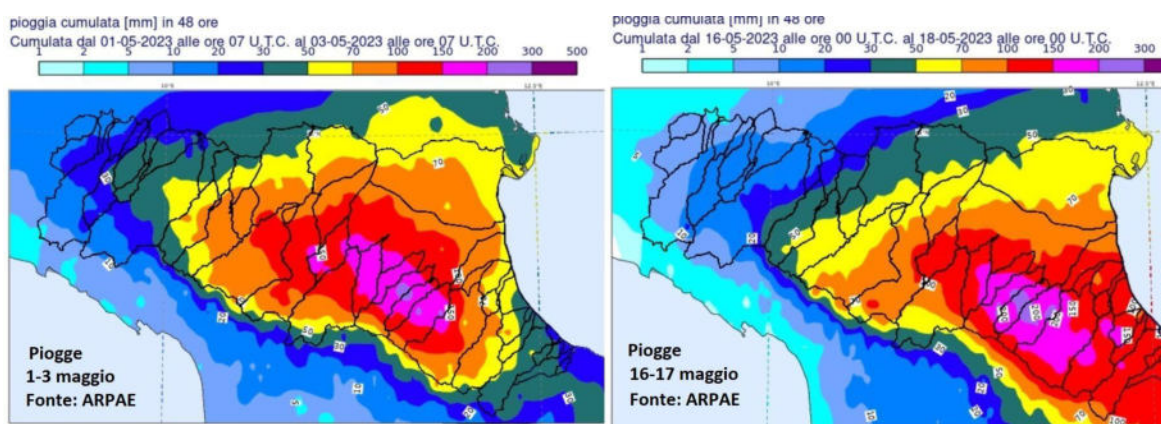 pioggia cumulata [mm] in 48 ore
Cumulata dal 01-05-2023 alle ore 07 U.T.C. al 03-05-2023 alle ore 07 U.T.C.
1 2 5 10 20 30 50 70 100 150 200 300 500
Piogge
1-3 maggio
Fonte: ARPAE
pioggia cumulata [mm] in 48 ore
Cumulata dal 16-05-2023 alle ore 00 U.T.C. al 18-05-2023 alle ore 00 U.T.C.
1 2 5 10 20 30 50 70 100 150 200 300
Piogge
16-17 maggio
Fonte: ARPAE